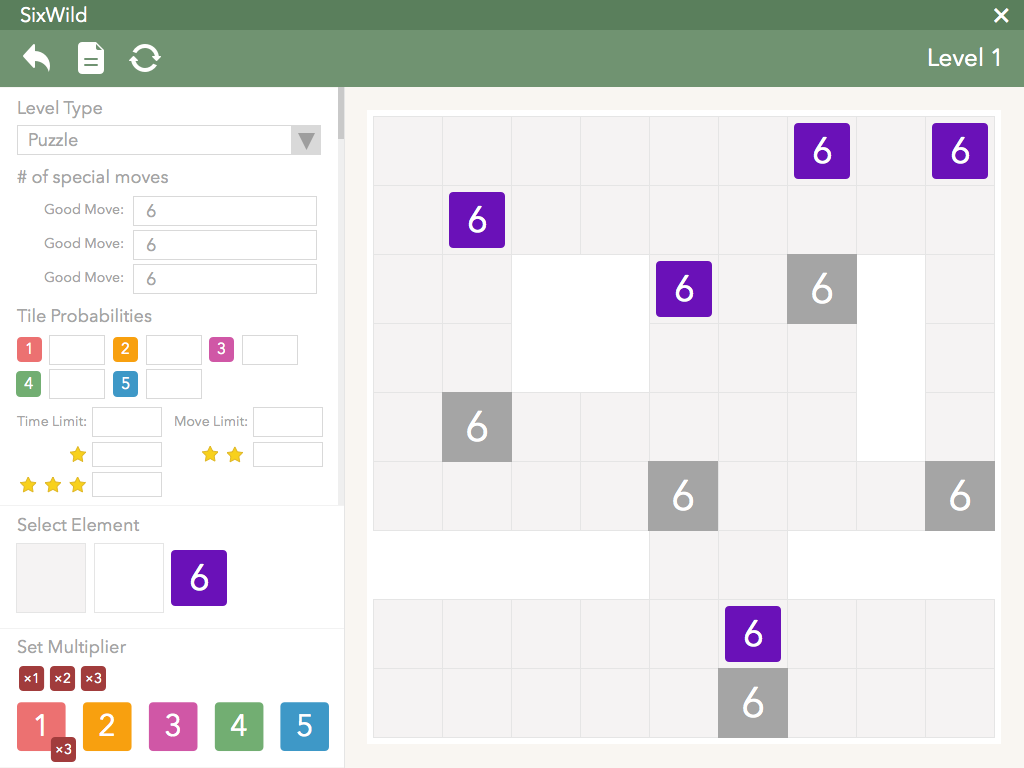 SixWild
Level 1
Level Type
Puzzle
# of special moves
Good Move: 6
Good Move: 6
Good Move: 6
Tile Probabilities
1 2 3
4 5
Time Limit: Move Limit:
Select Element
6
Set Multiplier
×1 ×2 ×3
1 2 3 4 5
×3
6 6
6
6 6
6
6 6
6
6